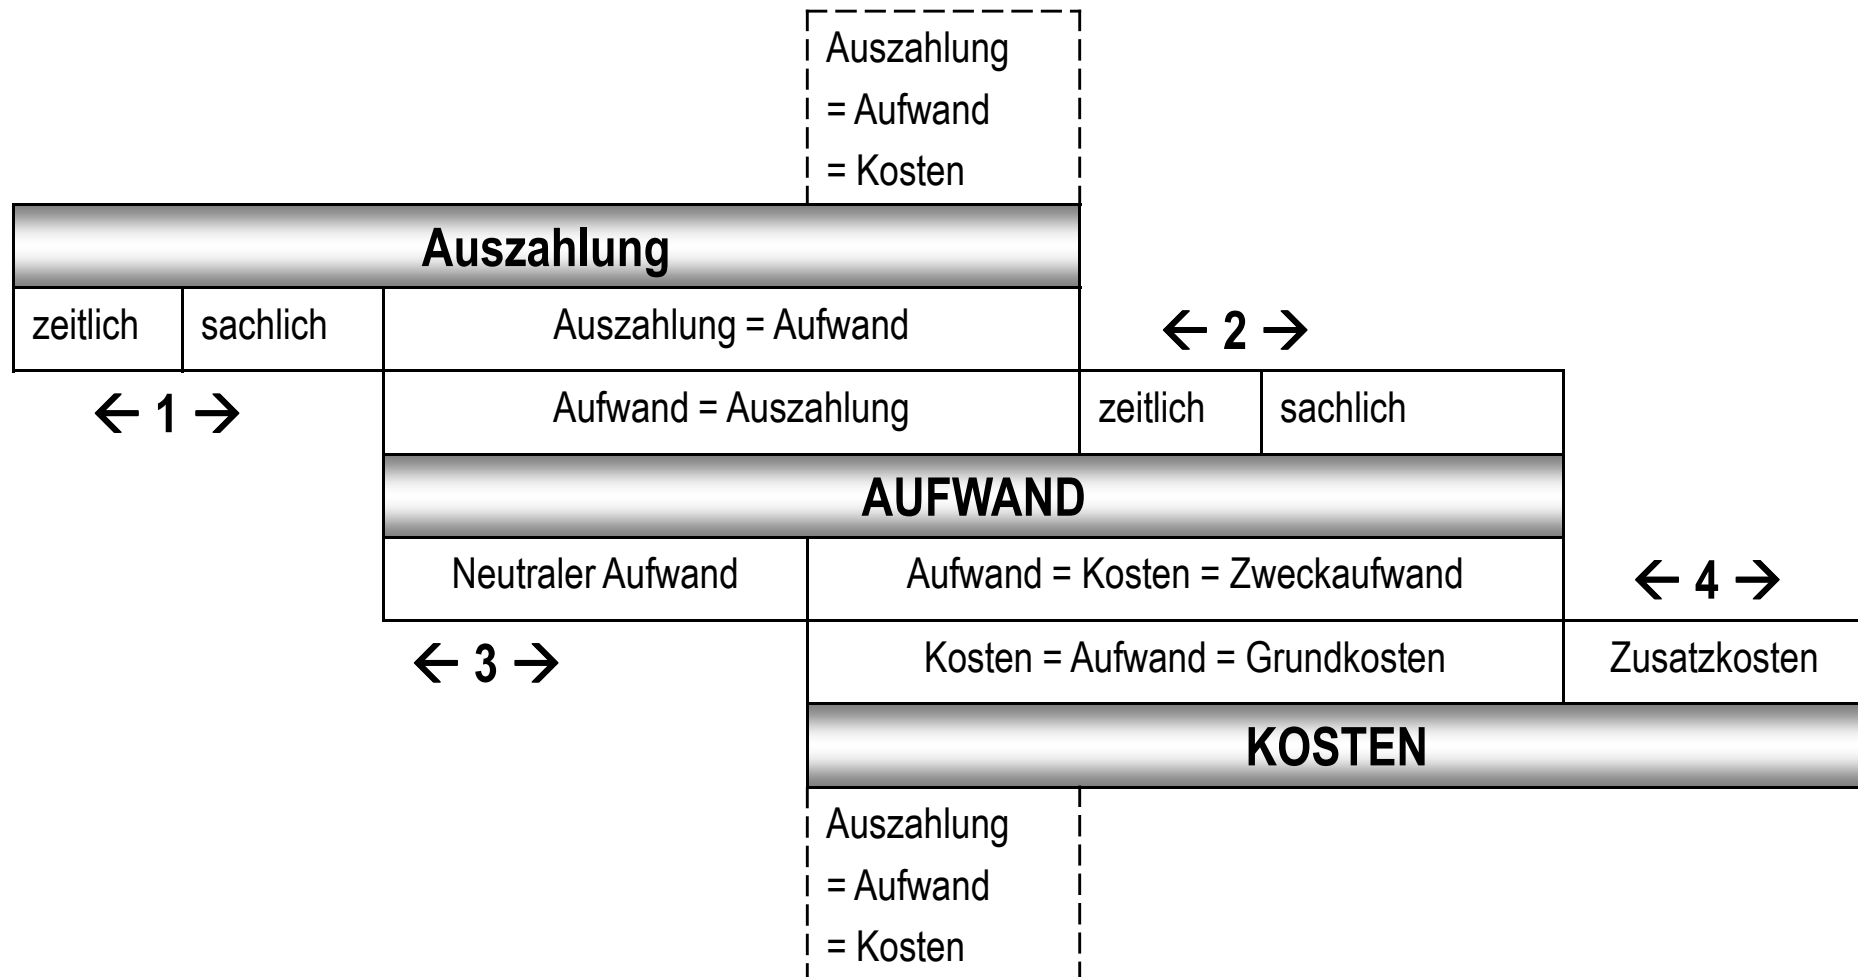 Auszahlung
= Aufwand
= Kosten
Auszahlung
zeitlich sachlich Auszahlung = Aufwand ← 2 →
← 1 → Aufwand = Auszahlung zeitlich sachlich
AUFWAND
Neutraler Aufwand Aufwand = Kosten = Zweckaufwand ← 4 →
← 3 → Kosten = Aufwand = Grundkosten Zusatzkosten
KOSTEN
Auszahlung
= Aufwand
= Kosten